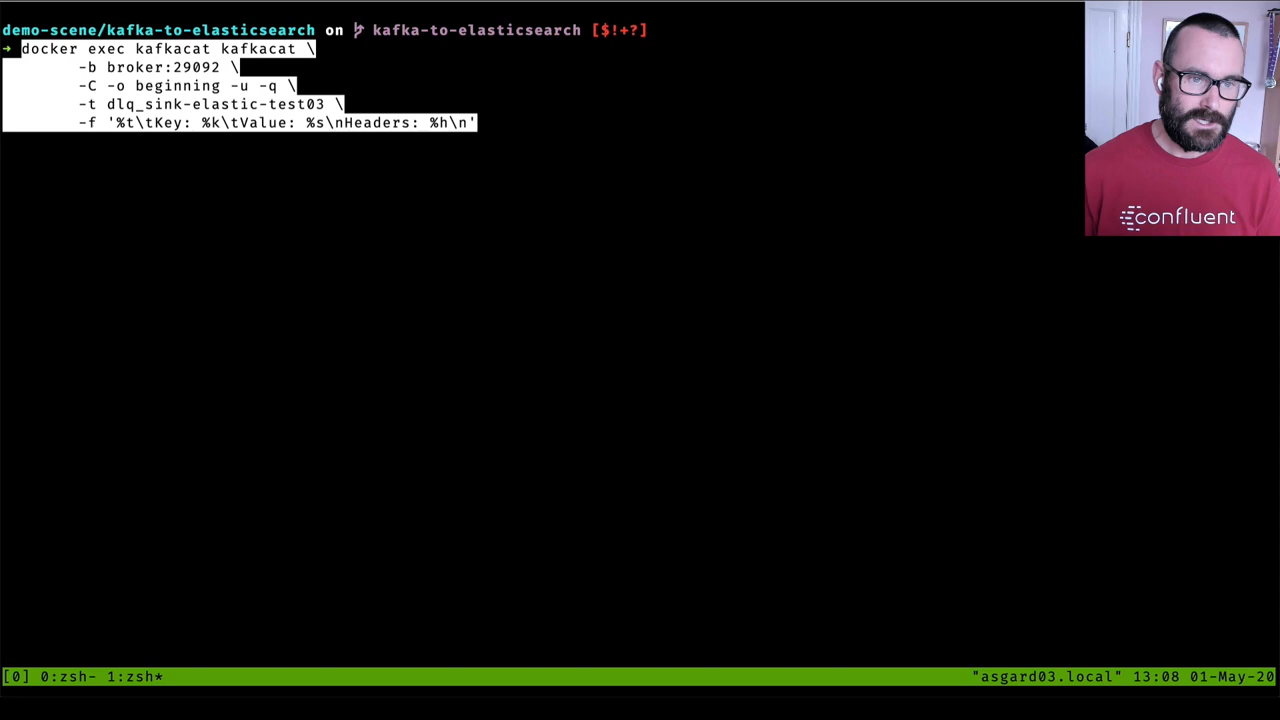 demo-scene/kafka-to-elasticsearch on kafka-to-elasticsearch [$!+?]
→ docker exec kafkacat kafkacat \
-b broker:29092 \
-C -o beginning -u -q \
-t dlq_sink-elastic-test03 \
-f '%t\tKey: %k\tValue: %s\nHeaders: %h\n'
confluent
[0] 0:zsh- 1:zsh* "asgard03.local" 13:08 01-May-20